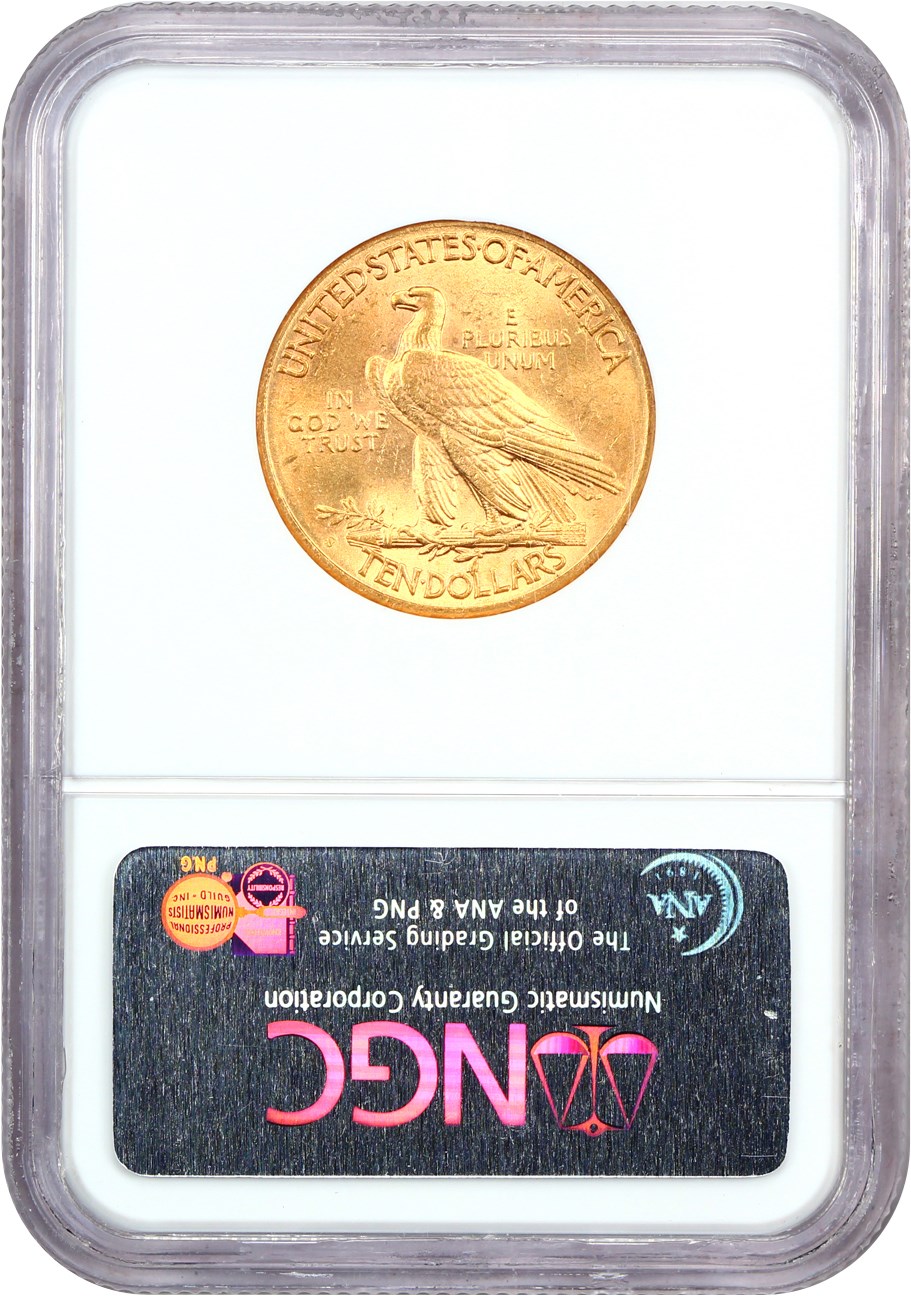 UNITED·STATES·OF·AMERICA
E
PLURIBUS
UNUM
IN
GOD WE
TRUST
TEN·DOLLARS
NGC
Numismatic Guaranty Corporation
The Official Grading Service
of the ANA & PNG
ANA
PROFESSIONAL
NUMISMATISTS
GUILD - INC
PNG
RESPONSIBILITY